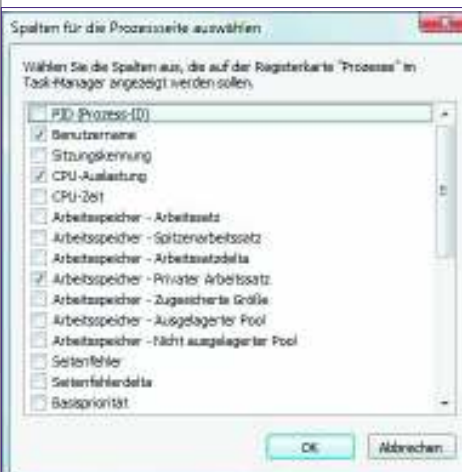 Spalten für die Prozessseite auswählen
Wählen Sie die Spalten aus, die auf der Registerkarte "Prozesse" im
Task-Manager angezeigt werden sollen.
PID (Prozess-ID)
Benutzername
Sitzungskennung
CPU-Auslastung
CPU-Zeit
Arbeitsspeicher - Arbeitssatz
Arbeitsspeicher - Spitzenarbeitssatz
Arbeitsspeicher - Arbeitssatzdelta
Arbeitsspeicher - Privater Arbeitssatz
Arbeitsspeicher - Zugesicherte Größe
Arbeitsspeicher - Ausgelagerter Pool
Arbeitsspeicher - Nicht ausgelagerter Pool
Seitenfehler
Seitenfehlerdelta
Basispriorität
OK
Abbrechen